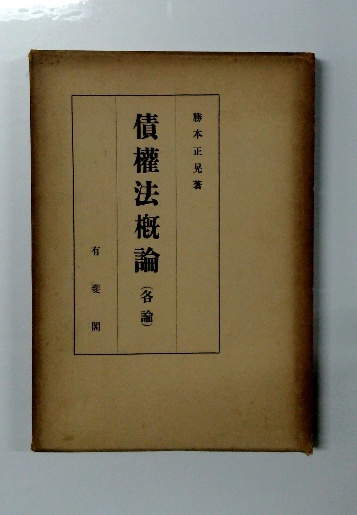 勝本正晃著
債權法概論（各論）
有斐閣